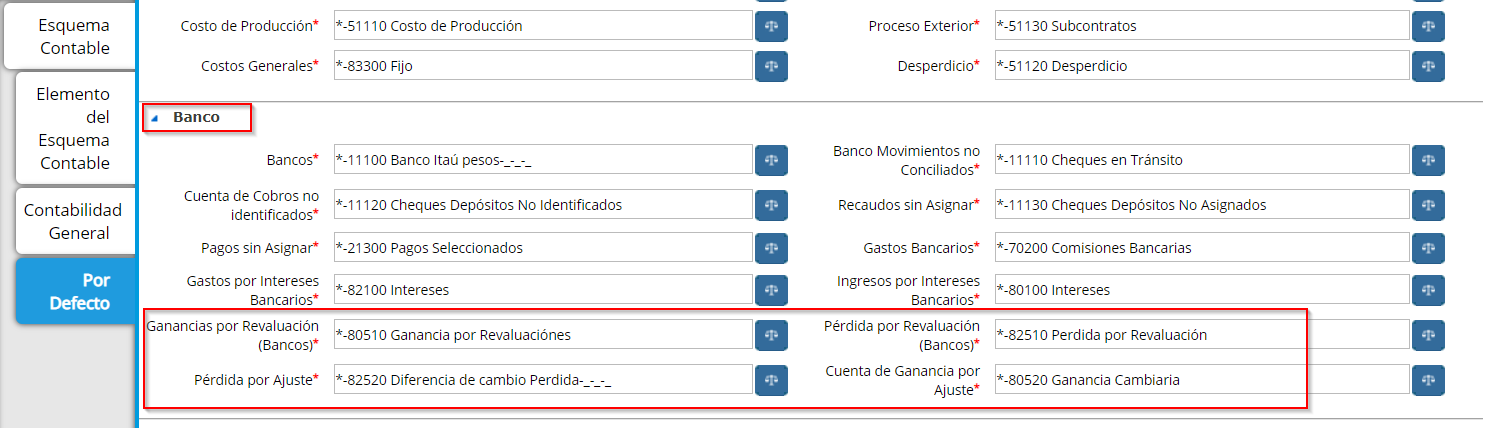 Esquema
Contable
Elemento
del
Esquema
Contable
Contabilidad
General
Por
Defecto
Costo de Producción* *-51110 Costo de Producción Proceso Exterior* *-51130 Subcontratos
Costos Generales* *-83300 Fijo Desperdicio* *-51120 Desperdicio
Banco
Bancos* *-11100 Banco Itaú pesos-_-_-_ Banco Movimientos no
Conciliados* *-11110 Cheques en Tránsito
Cuenta de Cobros no
identificados* *-11120 Cheques Depósitos No Identificados Recaudos sin Asignar* *-11130 Cheques Depósitos No Asignados
Pagos sin Asignar* *-21300 Pagos Seleccionados Gastos Bancarios* *-70200 Comisiones Bancarias
Gastos por Intereses
Bancarios* *-82100 Intereses Ingresos por Intereses
Bancarios* *-80100 Intereses
Ganancias por Revaluación
(Bancos)* *-80510 Ganancia por Revaluaciónes Pérdida por Revaluación
(Bancos)* *-82510 Perdida por Revaluación
Pérdida por Ajuste* *-82520 Diferencia de cambio Perdida-_-_-_ Cuenta de Ganancia por
Ajuste* *-80520 Ganancia Cambiaria